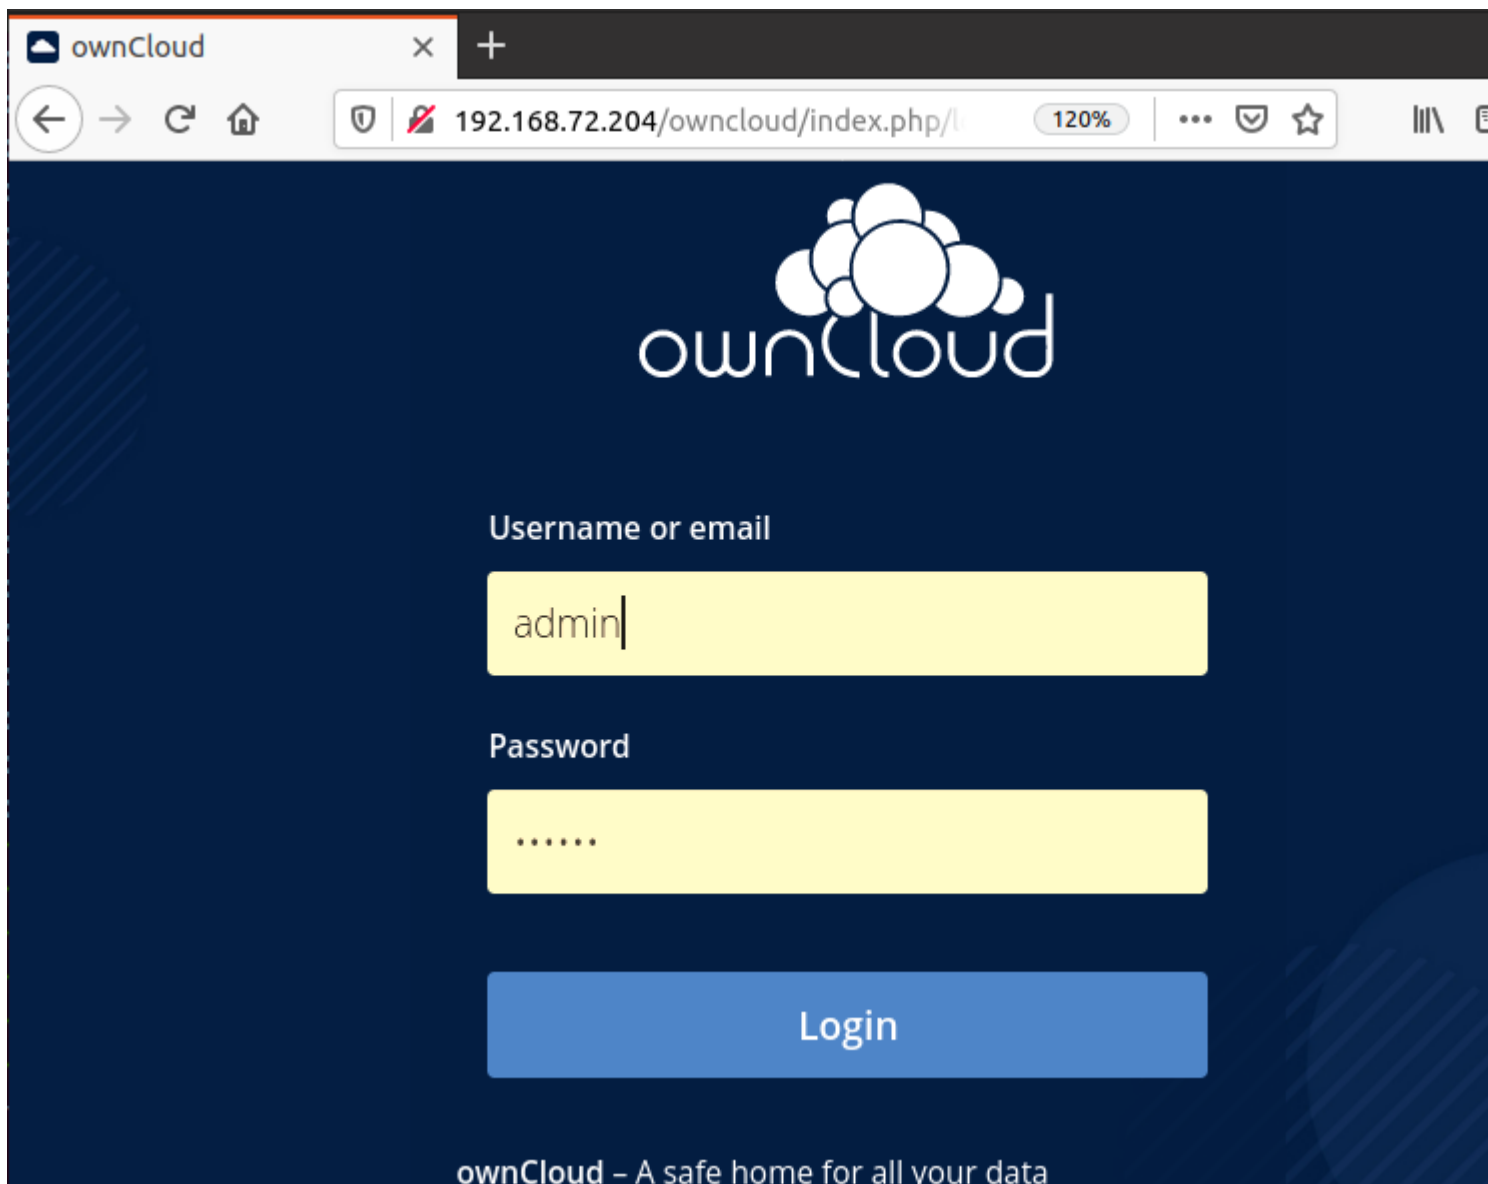 ownCloud
192.168.72.204/owncloud/index.php/l
120%
ownCloud
Username or email
admin
Password
••••••
Login
ownCloud – A safe home for all your data